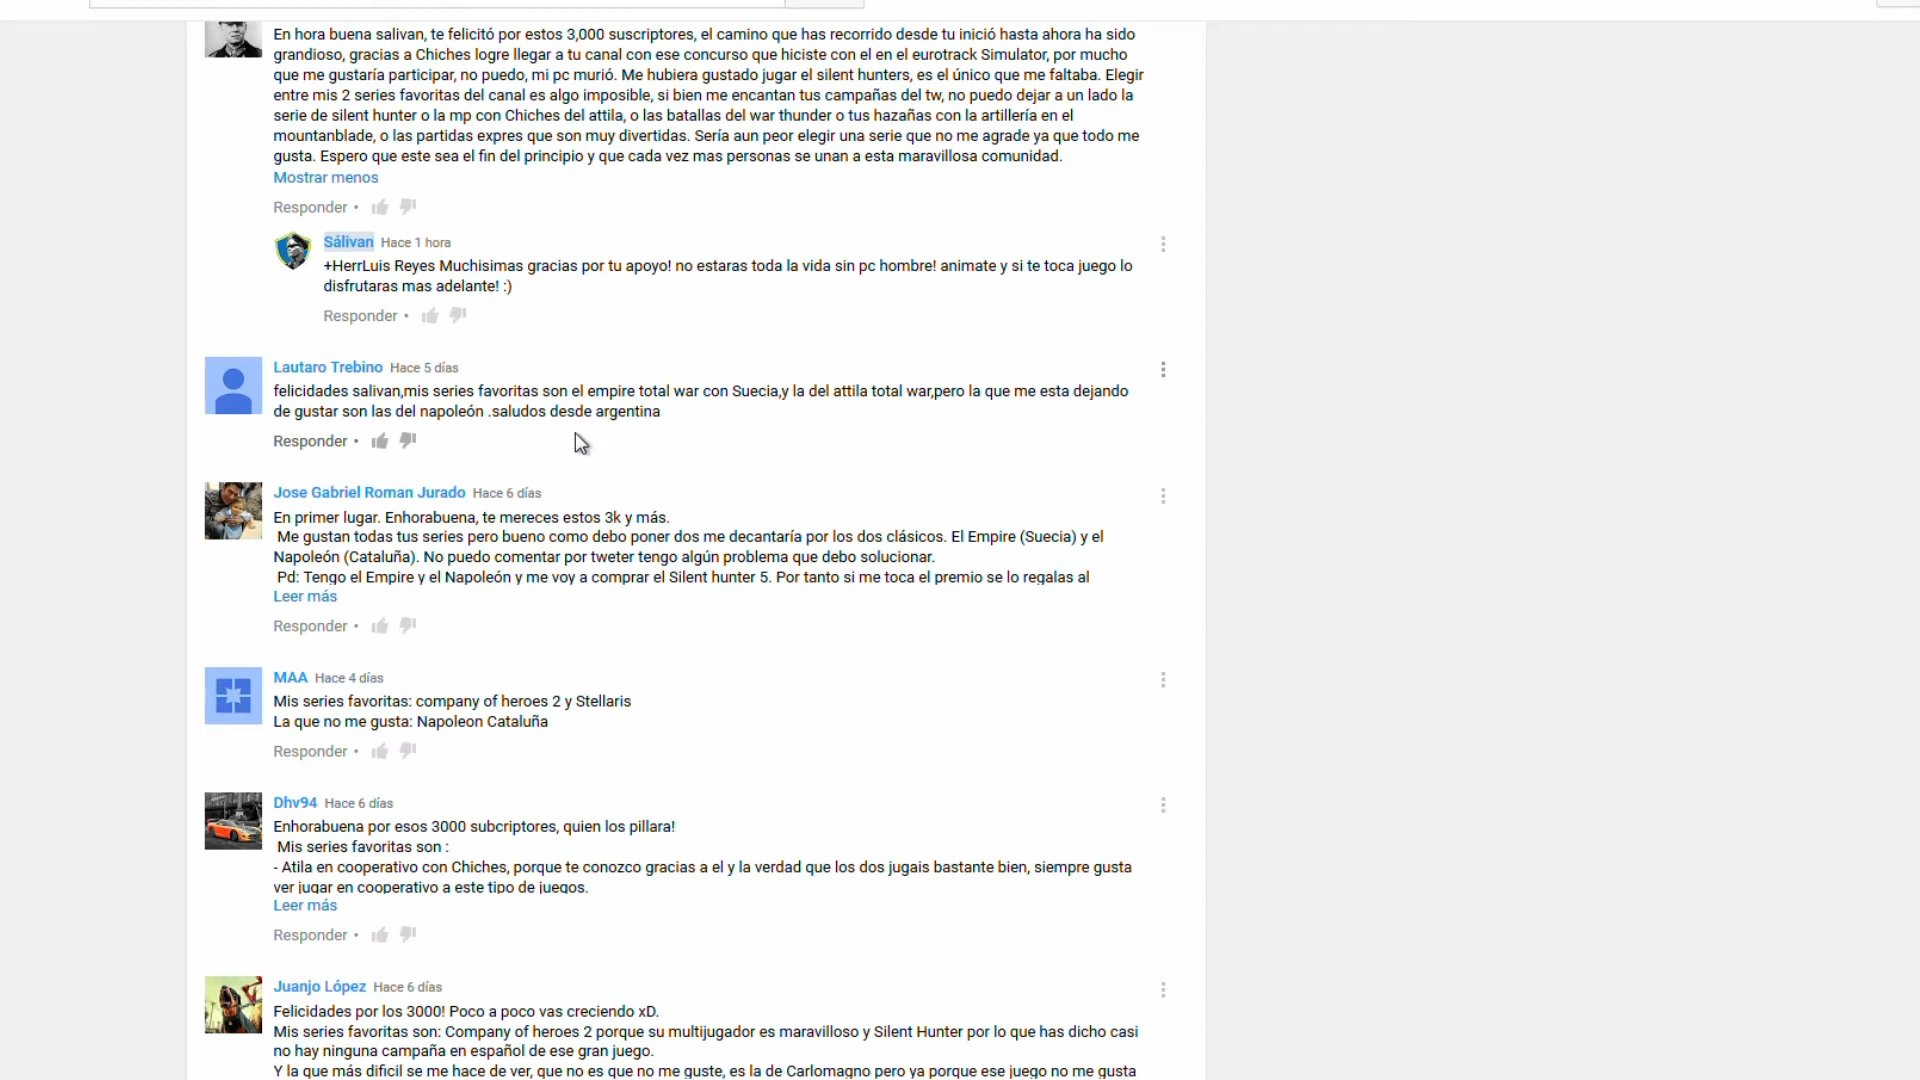 En hora buena salivan, te felicitó por estos 3,000 suscriptores, el camino que has recorrido desde tu inició hasta ahora ha sido
grandioso, gracias a Chiches logre llegar a tu canal con ese concurso que hiciste con el en el eurotrack Simulator, por mucho
que me gustaría participar, no puedo, mi pc murió. Me hubiera gustado jugar el silent hunters, es el único que me faltaba. Elegir
entre mis 2 series favoritas del canal es algo imposible, si bien me encantan tus campañas del tw, no puedo dejar a un lado la
serie de silent hunter o la mp con Chiches del attila, o las batallas del war thunder o tus hazañas con la artillería en el
mountanblade, o las partidas expres que son muy divertidas. Sería aun peor elegir una serie que no me agrade ya que todo me
gusta. Espero que este sea el fin del principio y que cada vez mas personas se unan a esta maravillosa comunidad.
Mostrar menos
Responder •
Sálivan Hace 1 hora
+HerrLuis Reyes Muchisimas gracias por tu apoyo! no estaras toda la vida sin pc hombre! animate y si te toca juego lo
disfrutaras mas adelante! :)
Responder •
Lautaro Trebino Hace 5 días
felicidades salivan,mis series favoritas son el empire total war con Suecia,y la del attila total war,pero la que me esta dejando
de gustar son las del napoleón .saludos desde argentina
Responder •
Jose Gabriel Roman Jurado Hace 6 días
En primer lugar. Enhorabuena, te mereces estos 3k y más.
Me gustan todas tus series pero bueno como debo poner dos me decantaría por los dos clásicos. El Empire (Suecia) y el
Napoleón (Cataluña). No puedo comentar por tweter tengo algún problema que debo solucionar.
Pd: Tengo el Empire y el Napoleón y me voy a comprar el Silent hunter 5. Por tanto si me toca el premio se lo regalas al
Leer más
Responder •
MAA Hace 4 días
Mis series favoritas: company of heroes 2 y Stellaris
La que no me gusta: Napoleon Cataluña
Responder •
Dhv94 Hace 6 días
Enhorabuena por esos 3000 subcriptores, quien los pillara!
Mis series favoritas son :
- Atila en cooperativo con Chiches, porque te conozco gracias a el y la verdad que los dos jugais bastante bien, siempre gusta
ver jugar en cooperativo a este tipo de juegos.
Leer más
Responder •
Juanjo López Hace 6 días
Felicidades por los 3000! Poco a poco vas creciendo xD.
Mis series favoritas son: Company of heroes 2 porque su multijugador es maravilloso y Silent Hunter por lo que has dicho casi
no hay ninguna campaña en español de ese gran juego.
Y la que más dificil se me hace de ver, que no es que no me guste, es la de Carlomagno pero ya porque ese juego no me gusta